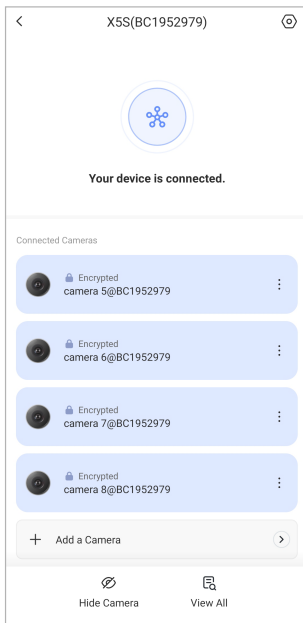 X5S(BC1952979)
Your device is connected.
Connected Cameras
Encrypted
camera 5@BC1952979
Encrypted
camera 6@BC1952979
Encrypted
camera 7@BC1952979
Encrypted
camera 8@BC1952979
Add a Camera
Hide Camera
View All